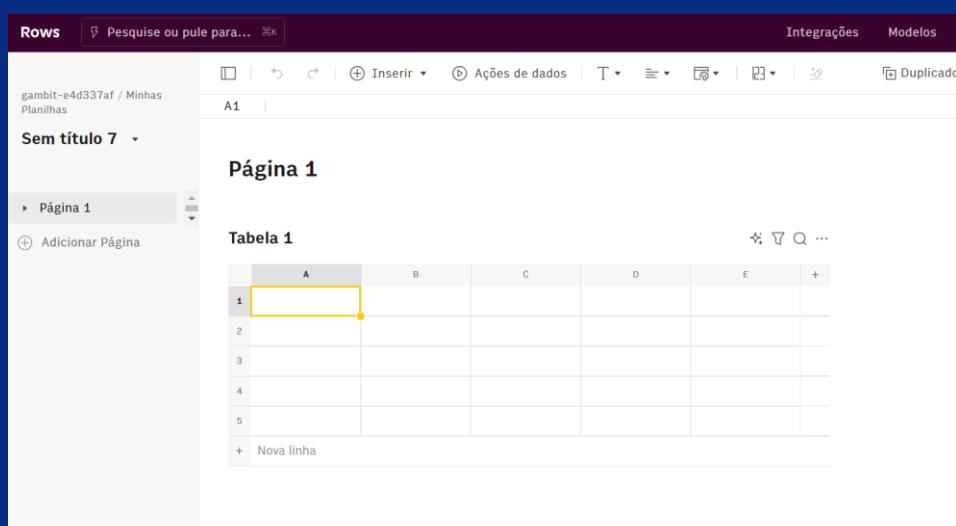 Rows Pesquise ou pule para... ⌘K Integrações Modelos
Inserir Ações de dados Duplicado
gambit-e4d337af / Minhas
Planilhas
A1
Sem título 7
Página 1
Página 1
Adicionar Página
Tabela 1
A B C D E +
1
2
3
4
5
+ Nova linha